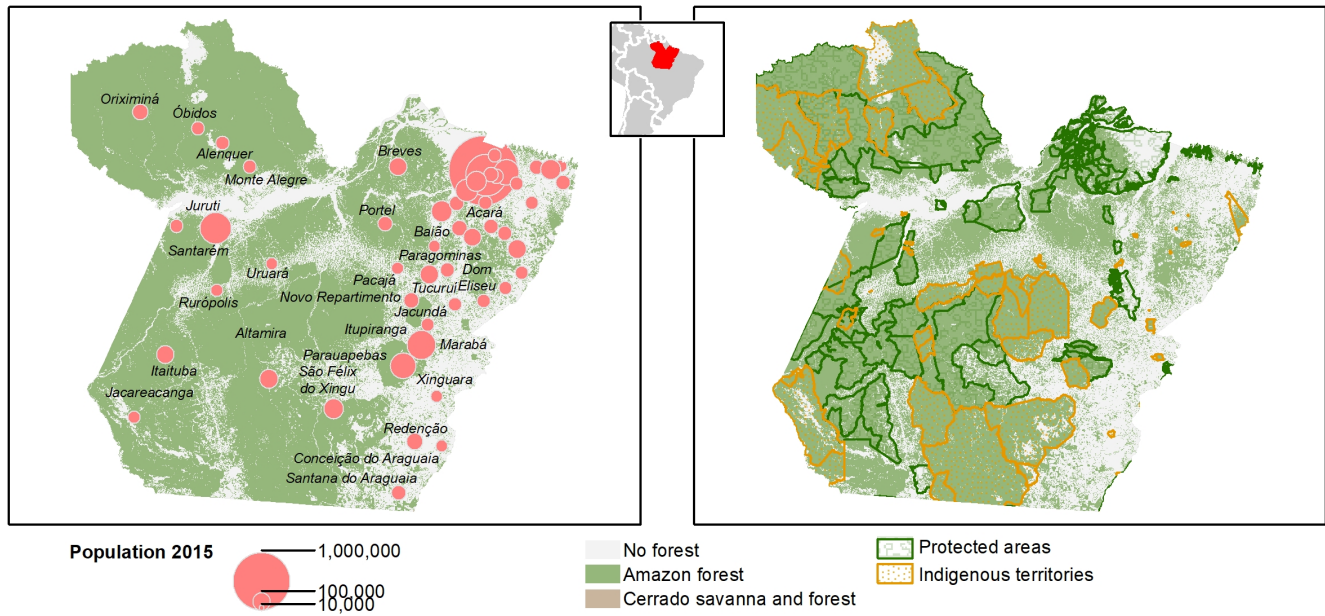 Oriximiná
Óbidos
Alenquer
Monte Alegre
Breves
Juruti
Portel
Acará
Santarém
Baião
Paragominas
Uruará
Pacajá
Dom
Tucuruí
Eliseu
Rurópolis
Novo Repartimento
Jacundá
Altamira
Itupiranga
Marabá
Parauapebas
Itaituba
São Félix
do Xingu
Xinguara
Jacareacanga
Redenção
Conceição do Araguaia
Santana do Araguaia
Population 2015
1,000,000
100,000
10,000
No forest
Amazon forest
Cerrado savanna and forest
Protected areas
Indigenous territories